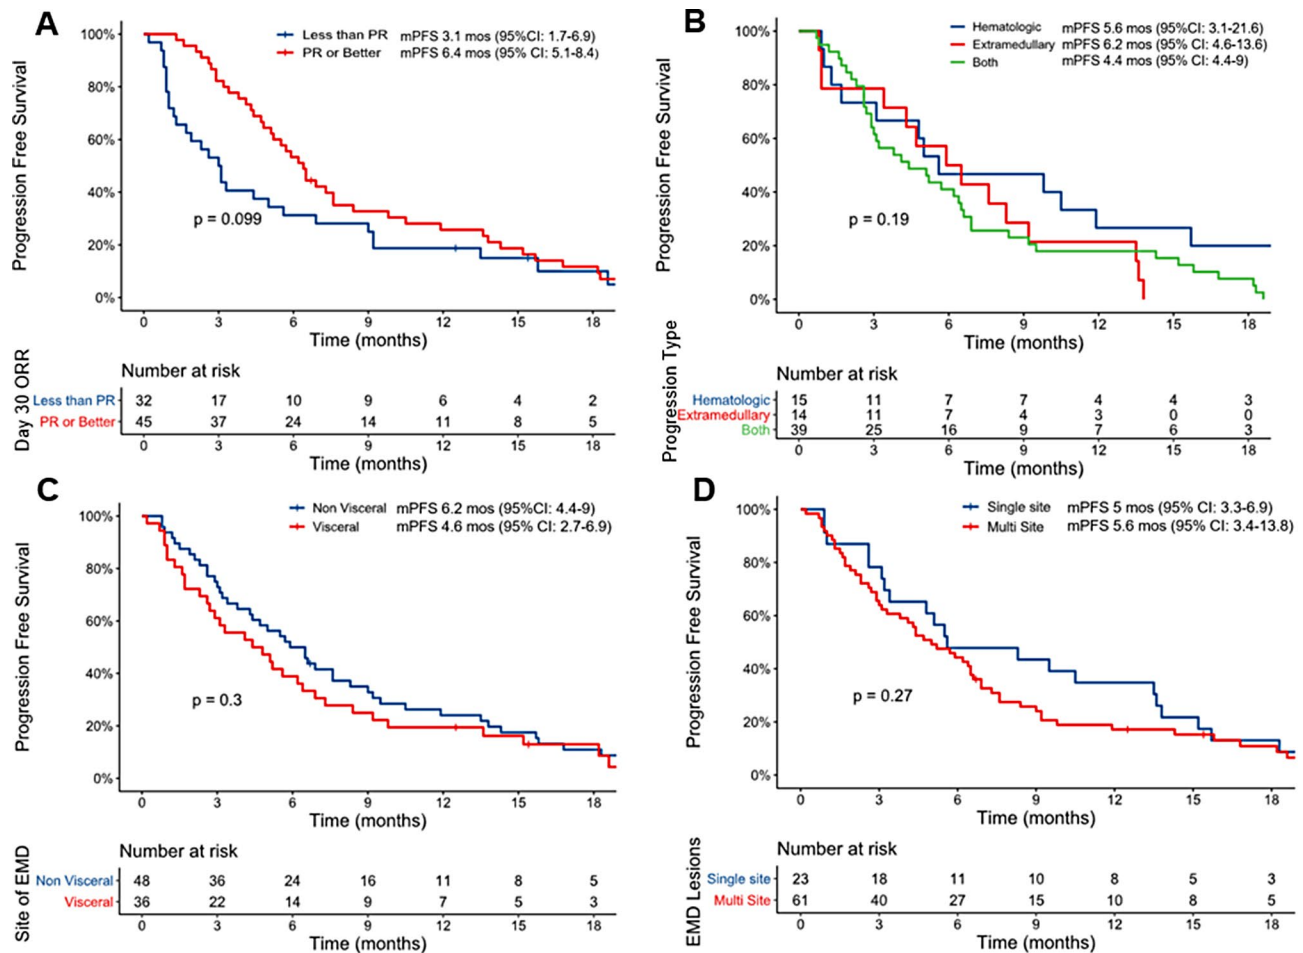 A
Less than PR mPFS 3.1 mos (95%CI: 1.7-6.9)
PR or Better mPFS 6.4 mos (95% CI: 5.1-8.4)
Progression Free Survival
100%
80%
60%
40%
20%
0%
p = 0.099
0 3 6 9 12 15 18
Time (months)
Number at risk
Day 30 ORR
Less than PR 32 17 10 9 6 4 2
PR or Better 45 37 24 14 11 8 5
0 3 6 9 12 15 18
Time (months)
B
Hematologic mPFS 5.6 mos (95%CI: 3.1-21.6)
Extramedullary mPFS 6.2 mos (95% CI: 4.6-13.6)
Both mPFS 4.4 mos (95% CI: 4.4-9)
Progression Free Survival
100%
80%
60%
40%
20%
0%
p = 0.19
0 3 6 9 12 15 18
Time (months)
Number at risk
Progression Type
Hematologic 15 11 7 7 4 4 3
Extramedullary 14 11 7 4 3 0 0
Both 39 25 16 9 7 6 3
0 3 6 9 12 15 18
Time (months)
C
Non Visceral mPFS 6.2 mos (95%CI: 4.4-9)
Visceral mPFS 4.6 mos (95% CI: 2.7-6.9)
Progression Free Survival
100%
80%
60%
40%
20%
0%
p = 0.3
0 3 6 9 12 15 18
Time (months)
Number at risk
Site of EMD
Non Visceral 48 36 24 16 11 8 5
Visceral 36 22 14 9 7 5 3
0 3 6 9 12 15 18
Time (months)
D
Single site mPFS 5 mos (95% CI: 3.3-6.9)
Multi Site mPFS 5.6 mos (95% CI: 3.4-13.8)
Progression Free Survival
100%
80%
60%
40%
20%
0%
p = 0.27
0 3 6 9 12 15 18
Time (months)
Number at risk
EMD Lesions
Single site 23 18 11 10 8 5 3
Multi Site 61 40 27 15 10 8 5
0 3 6 9 12 15 18
Time (months)